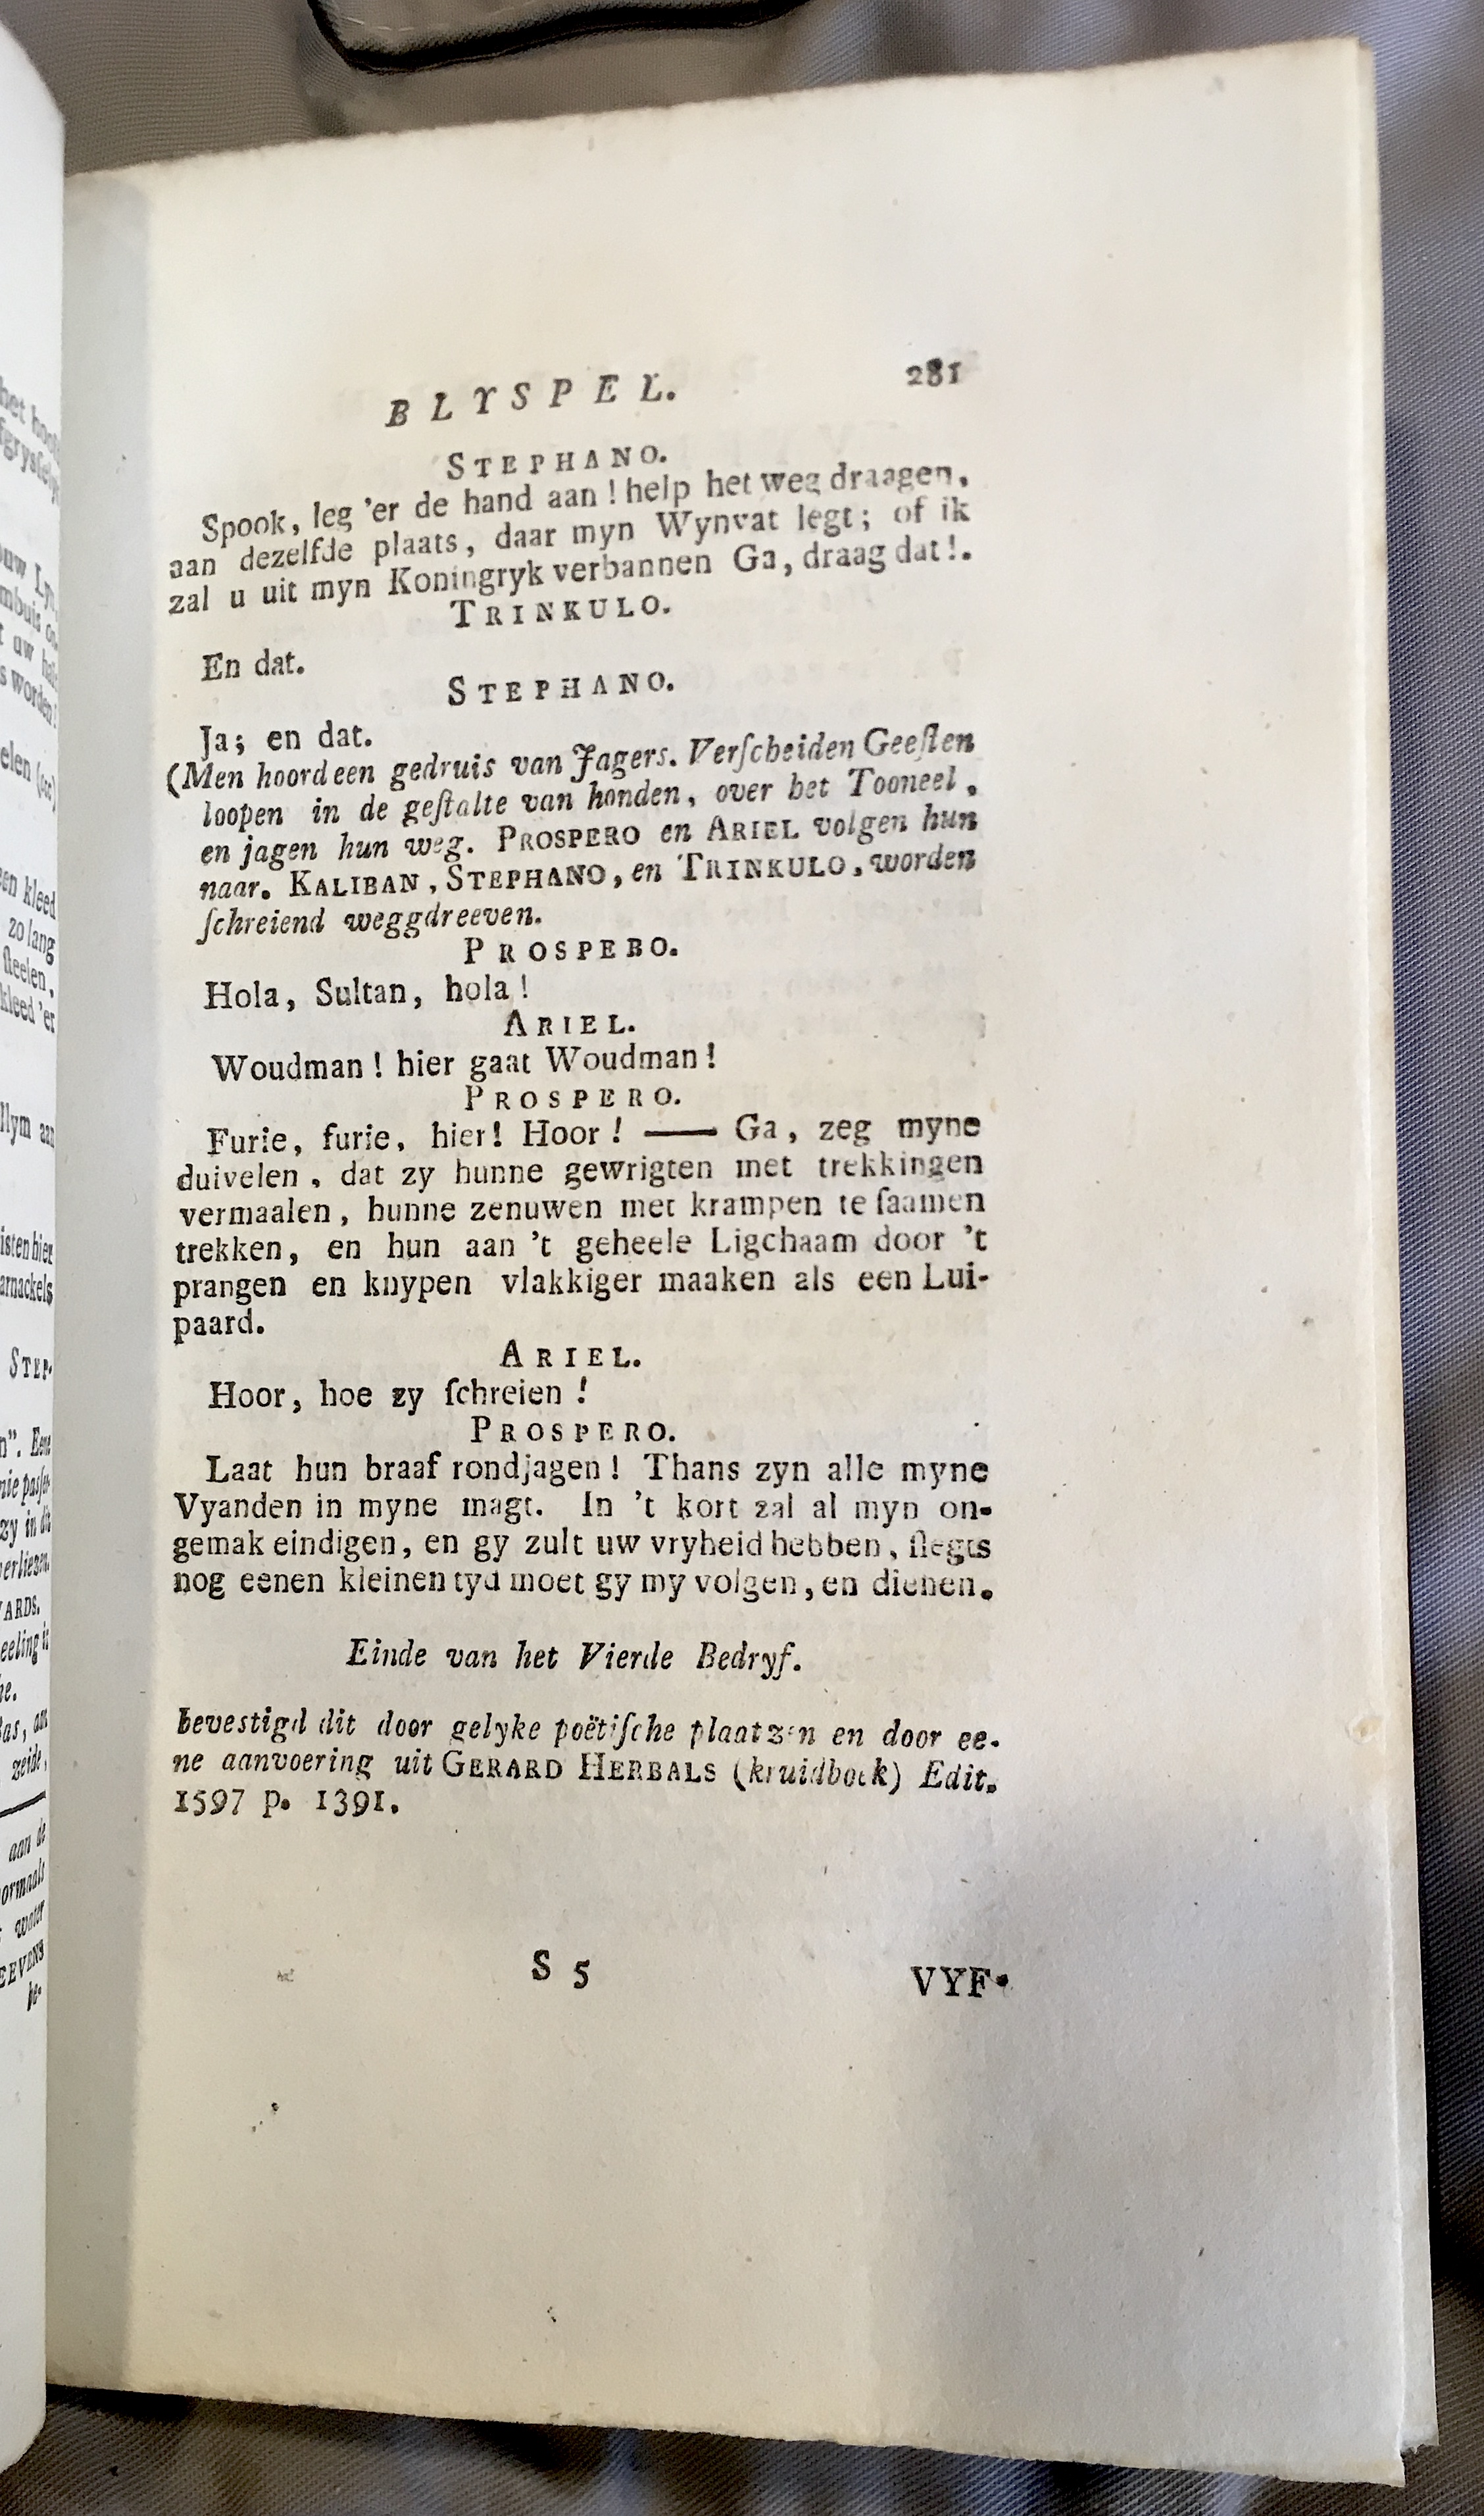 BLYSPEL. 281
STEPHANO.
Spook, leg 'er de hand aan ! help het weg draagen,
aan dezelfde plaats, daar myn Wynvat legt; of ik
zal u uit myn Koningryk verbannen Ga, draag dat!.
TRINKULO.
En dat.
STEPHANO.
Ja; en dat.
(Men hoord een gedruis van Jagers. Verſcheiden Geeſten
loopen in de geſtalte van honden, over het Tooneel,
en jagen hun weg. PROSPERO en ARIEL volgen hun
naar. KALIBAN, STEPHANO, en TRINKULO, worden
ſchreiend weggdreeven.
PROSPEBO.
Hola, Sultan, hola !
ARIEL.
Woudman ! hier gaat Woudman !
PROSPERO.
Furie, furie, hier! Hoor ! —— Ga, zeg myne
duivelen, dat zy hunne gewrigten met trekkingen
vermaalen, hunne zenuwen met krampen te ſaamen
trekken, en hun aan 't geheele Ligchaam door 't
prangen en knypen vlakkiger maaken als een Lui-
paard.
ARIEL.
Hoor, hoe zy ſchreien !
PROSPERO.
Laat hun braaf rondjagen ! Thans zyn alle myne
Vyanden in myne magt. In 't kort zal al myn on-
gemak eindigen, en gy zult uw vryheid hebben, ſlegts
nog eenen kleinen tyd moet gy my volgen, en dienen.
Einde van het Vierde Bedryf.
bevestigd dit door gelyke poëtiſche plaatzen en door ee-
ne aanvoering uit GERARD HERBALS (kruidboek) Edit.
1597 p. 1391.
S 5 VYF-